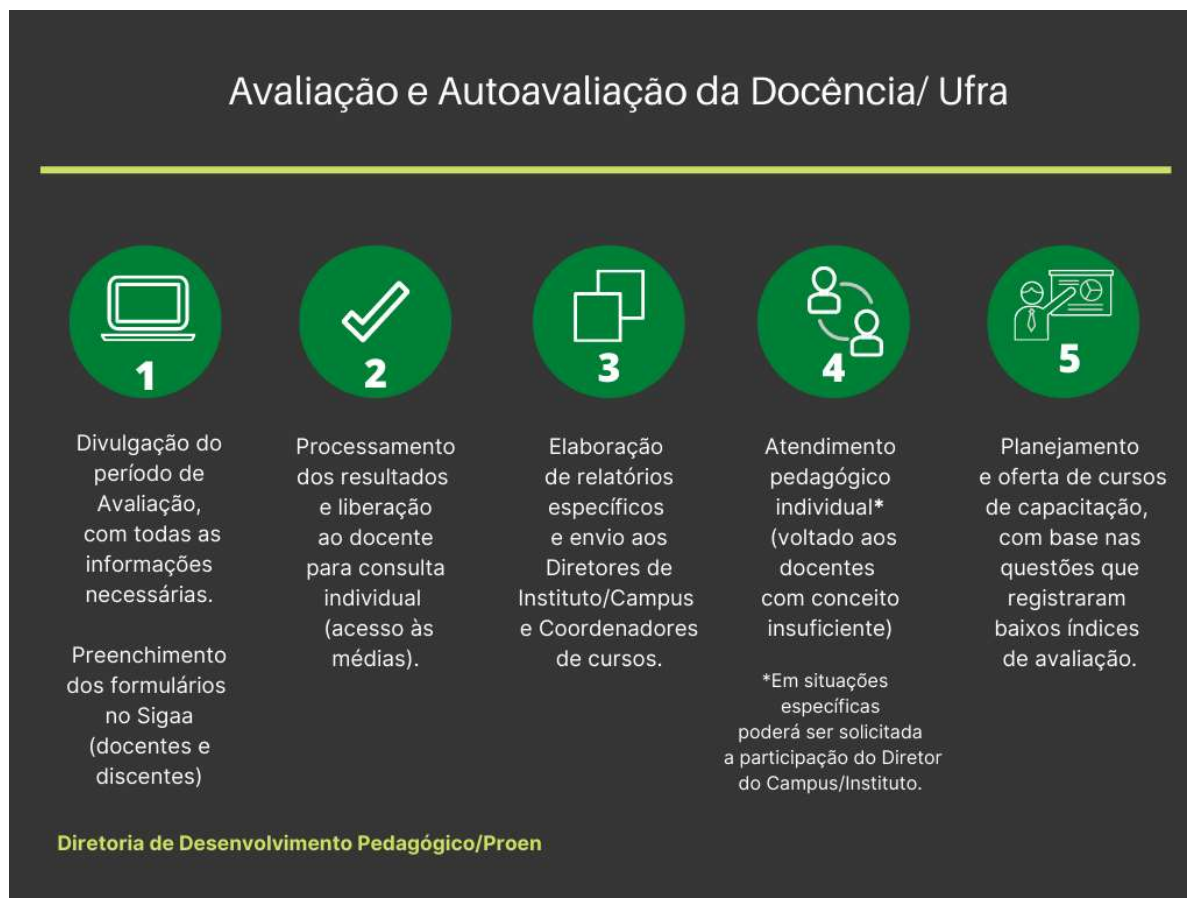 Avaliação e Autoavaliação da Docência/ Ufra
1
Divulgação do
período de
Avaliação,
com todas as
informações
necessárias.
Preenchimento
dos formulários
no Sigaa
(docentes e
discentes)
2
Processamento
dos resultados
e liberação
ao docente
para consulta
individual
(acesso às
médias).
3
Elaboração
de relatórios
específicos
e envio aos
Diretores de
Instituto/Campus
e Coordenadores
de cursos.
4
Atendimento
pedagógico
individual*
(voltado aos
docentes
com conceito
insuficiente)
*Em situações
específicas
poderá ser solicitada
a participação do Diretor
do Campus/Instituto.
5
Planejamento
e oferta de cursos
de capacitação,
com base nas
questões que
registraram
baixos índices
de avaliação.
Diretoria de Desenvolvimento Pedagógico/Proen